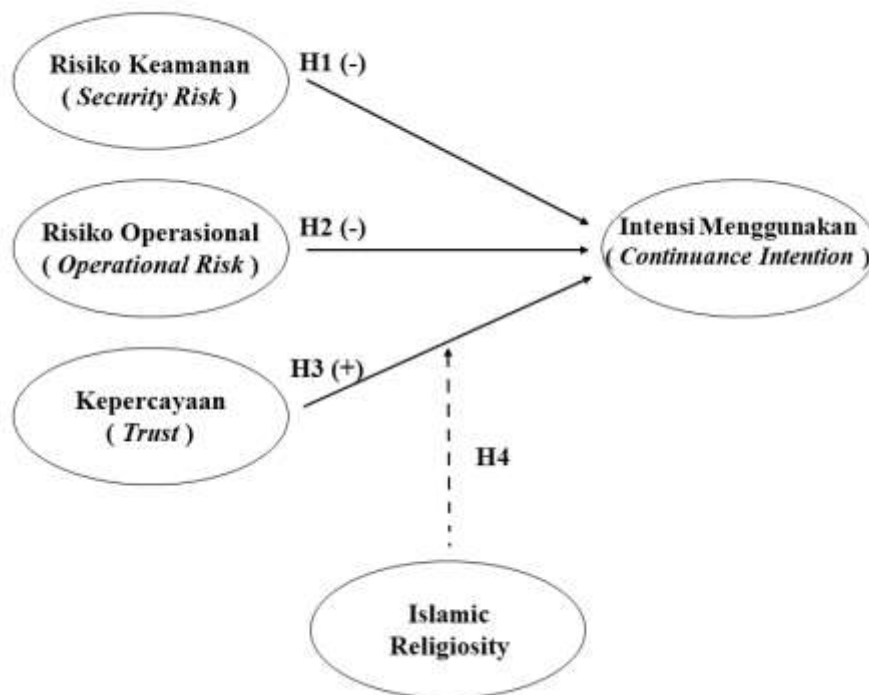 Risiko Keamanan
( Security Risk )
H1 (-)
Risiko Operasional
( Operational Risk )
H2 (-)
Intensi Menggunakan
( Continuance Intention )
Kepercayaan
( Trust )
H3 (+)
H4
Islamic
Religiosity